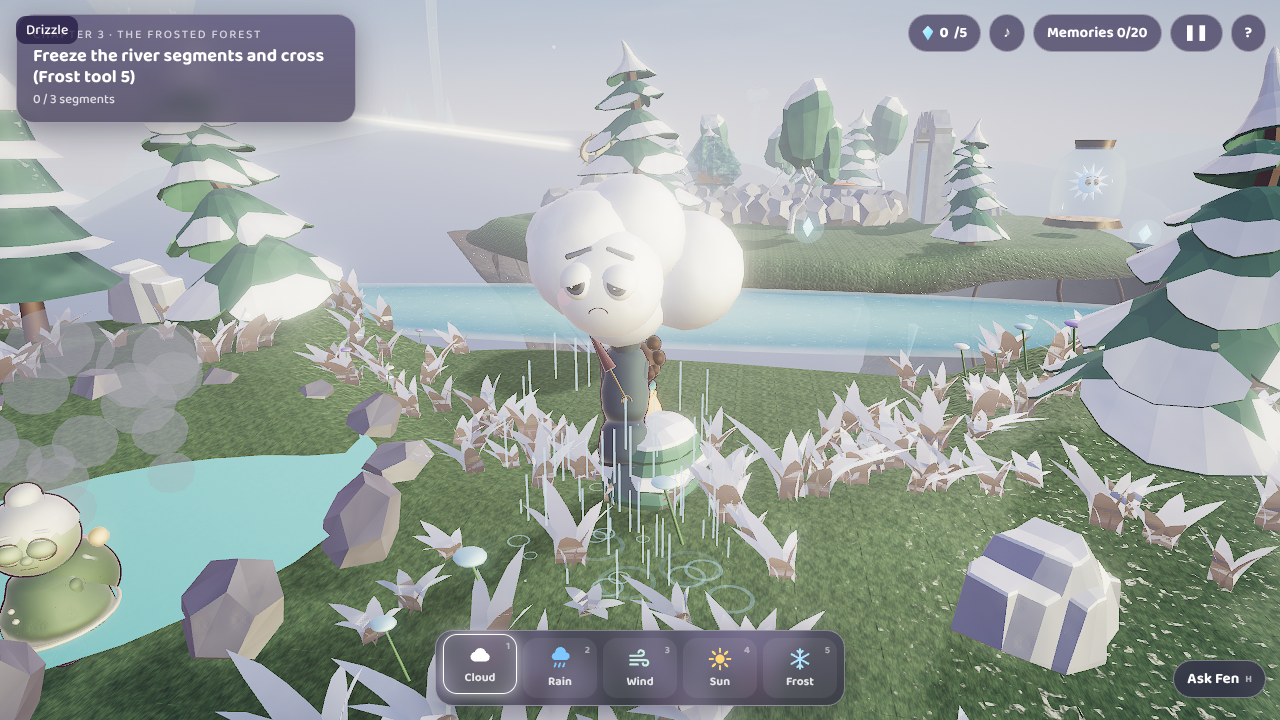 Drizzle
ER 3 · THE FROSTED FOREST
Freeze the river segments and cross
(Frost tool 5)
0 / 3 segments
0 /5
♪
Memories 0/20
?
1
Cloud
2
Rain
3
Wind
4
Sun
5
Frost
Ask Fen H